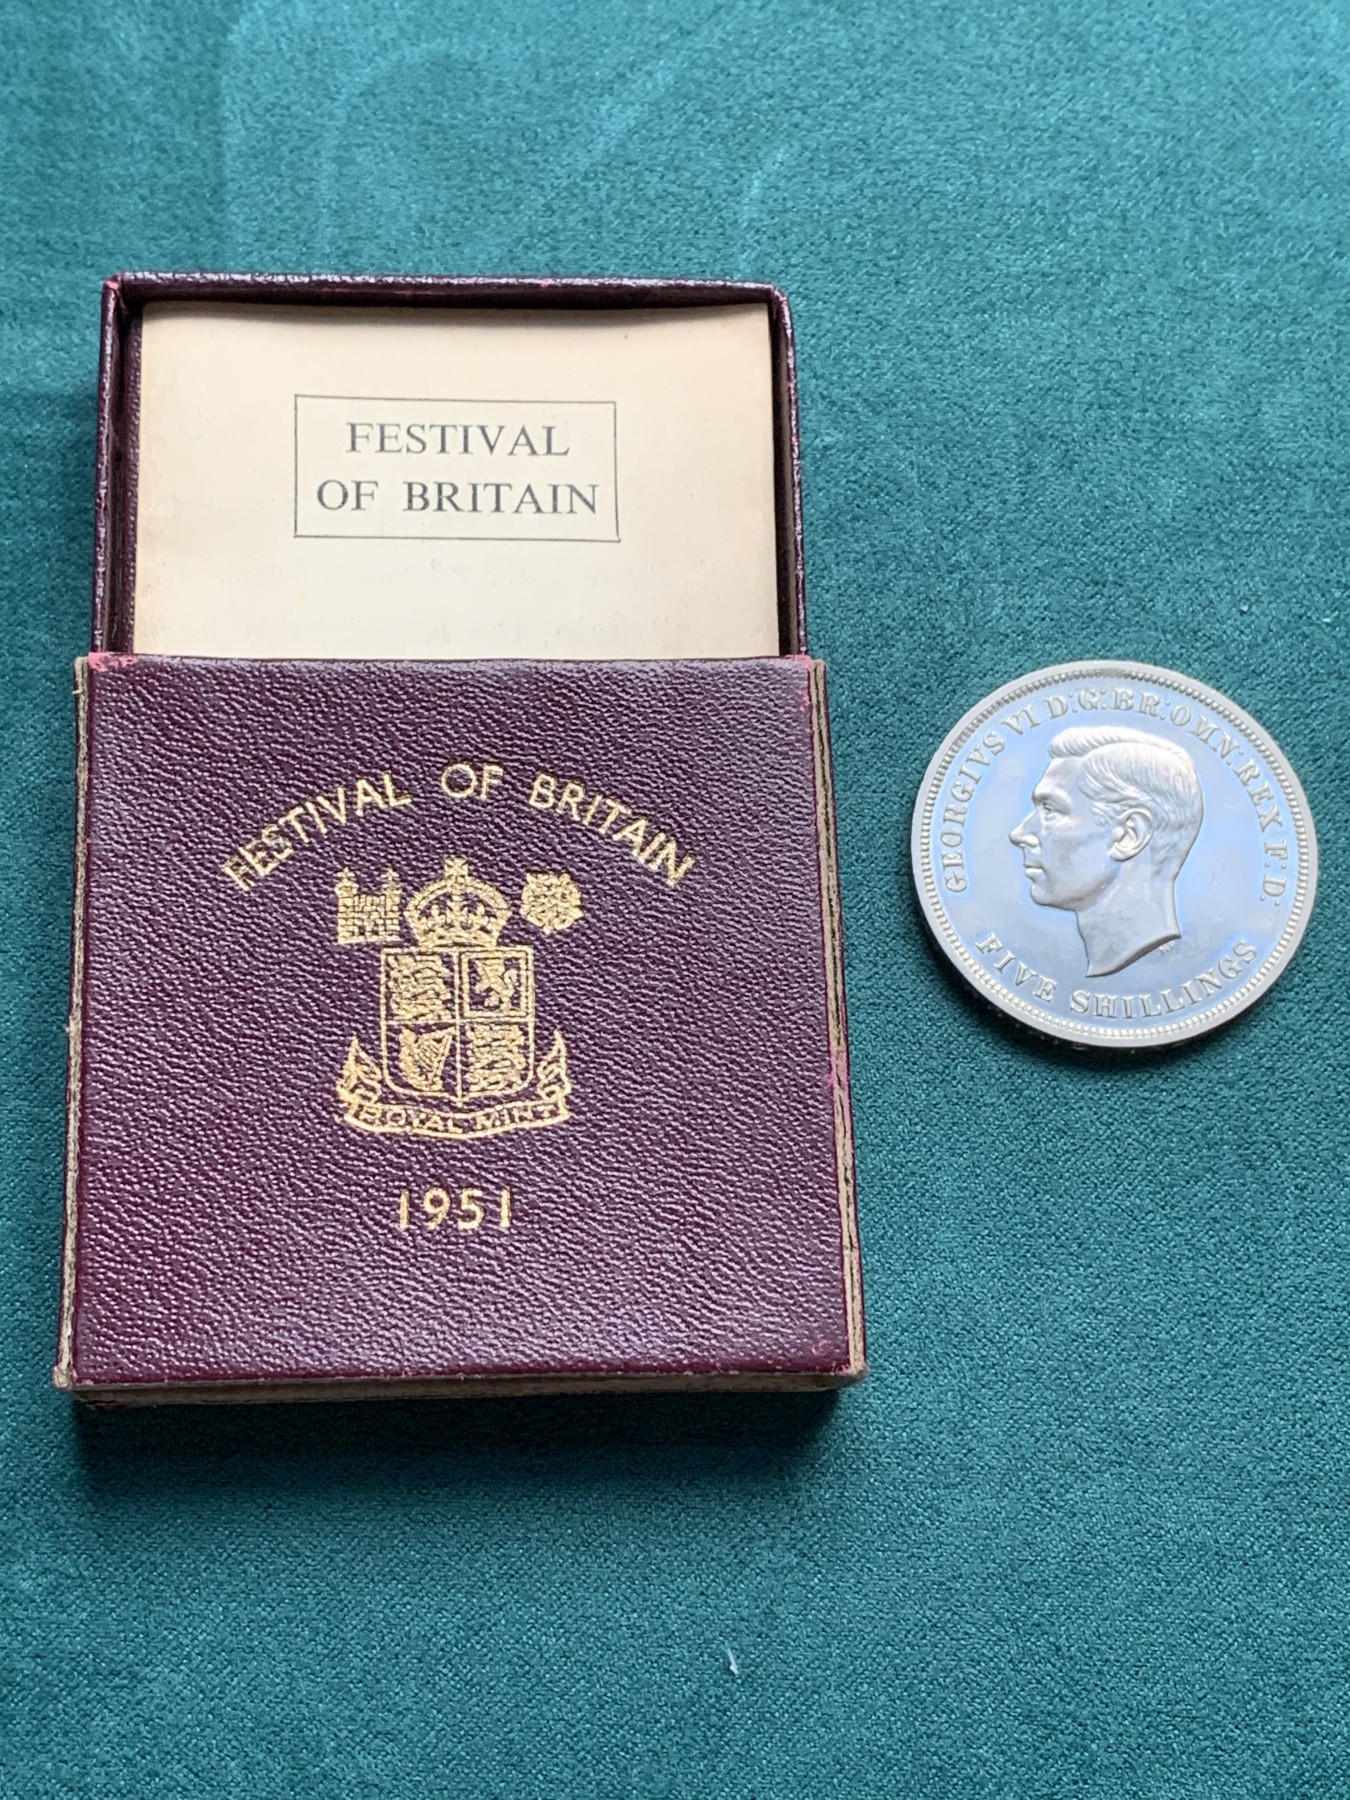 FESTIVAL
OF BRITAIN
FESTIVAL OF BRITAIN
ROYAL MINT
1951
GEORGIVS VI D:G:BR:OMN:REX F:D:
FIVE SHILLINGS